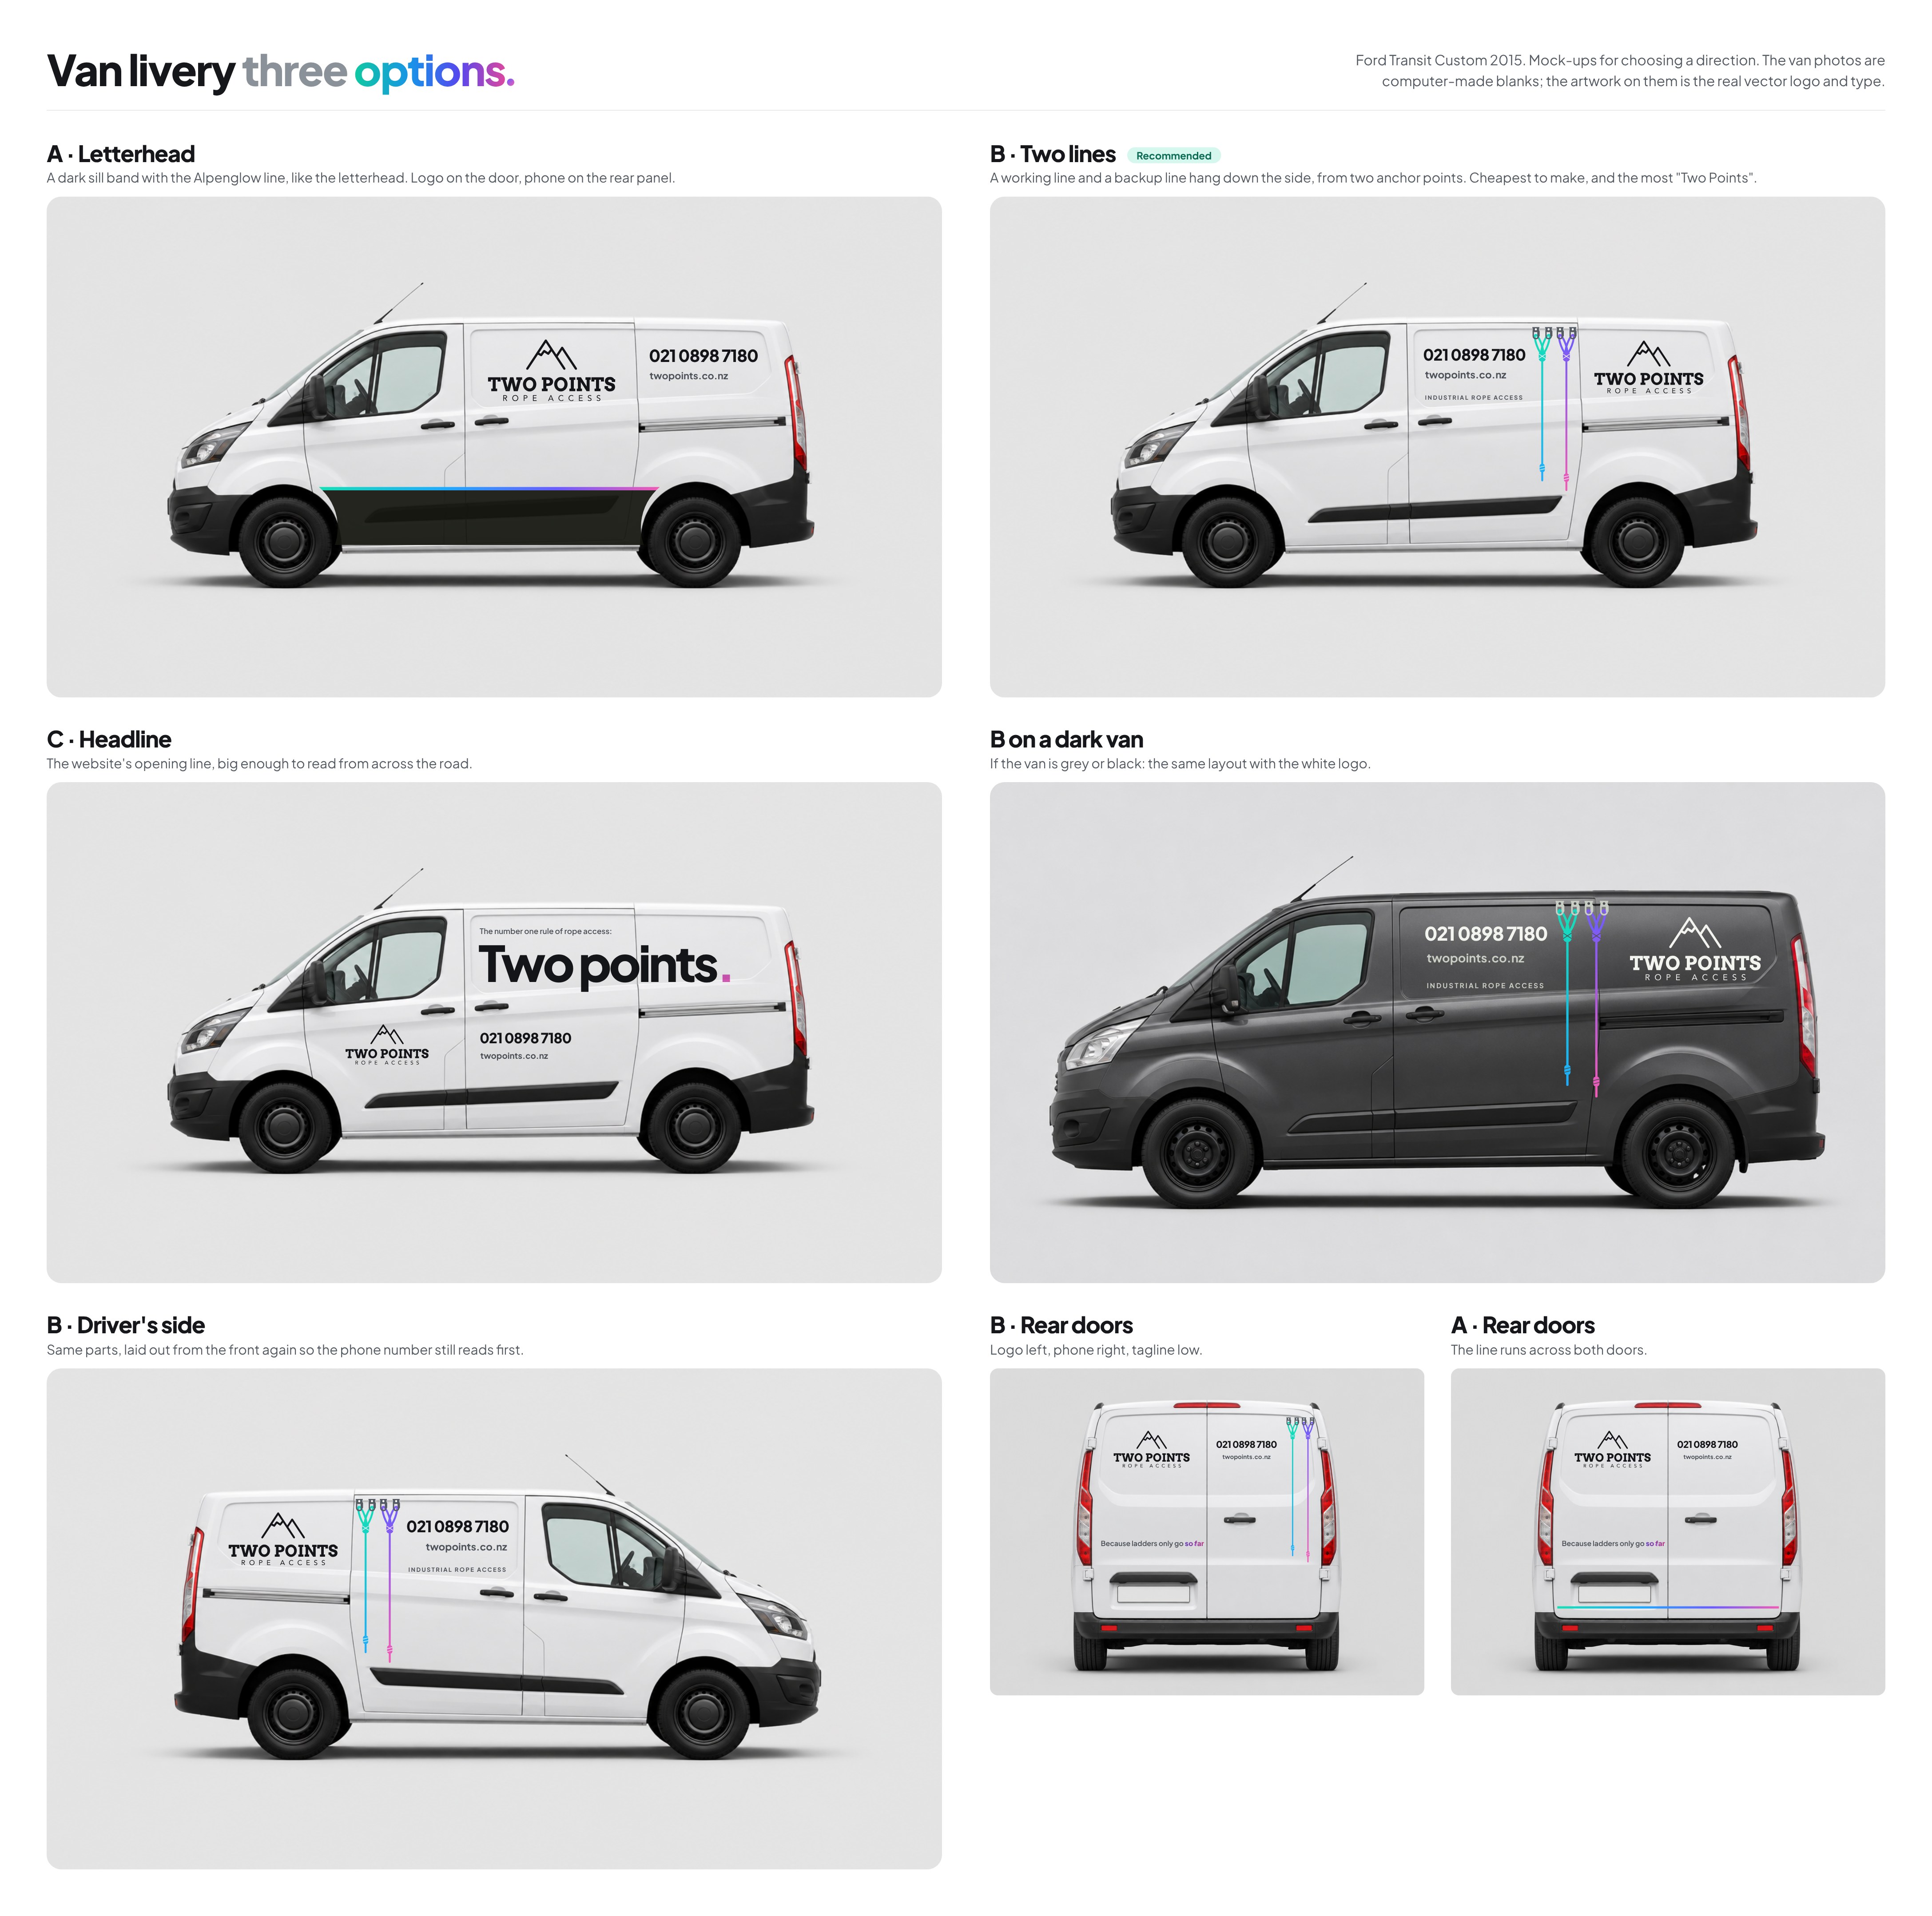 Van livery three options.
Ford Transit Custom 2015. Mock-ups for choosing a direction. The van photos are
computer-made blanks; the artwork on them is the real vector logo and type.
A · Letterhead
A dark sill band with the Alpenglow line, like the letterhead. Logo on the door, phone on the rear panel.
TWO POINTS
ROPE ACCESS
021 0898 7180
twopoints.co.nz
B · Two lines
Recommended
A working line and a backup line hang down the side, from two anchor points. Cheapest to make, and the most "Two Points".
021 0898 7180
twopoints.co.nz
INDUSTRIAL ROPE ACCESS
TWO POINTS
ROPE ACCESS
C · Headline
The website's opening line, big enough to read from across the road.
The number one rule of rope access:
Two points.
TWO POINTS
ROPE ACCESS
021 0898 7180
twopoints.co.nz
B on a dark van
If the van is grey or black: the same layout with the white logo.
021 0898 7180
twopoints.co.nz
INDUSTRIAL ROPE ACCESS
TWO POINTS
ROPE ACCESS
B · Driver's side
Same parts, laid out from the front again so the phone number still reads first.
TWO POINTS
ROPE ACCESS
021 0898 7180
twopoints.co.nz
INDUSTRIAL ROPE ACCESS
B · Rear doors
Logo left, phone right, tagline low.
TWO POINTS
ROPE ACCESS
021 0898 7180
twopoints.co.nz
Because ladders only go so far
A · Rear doors
The line runs across both doors.
TWO POINTS
ROPE ACCESS
021 0898 7180
twopoints.co.nz
Because ladders only go so far